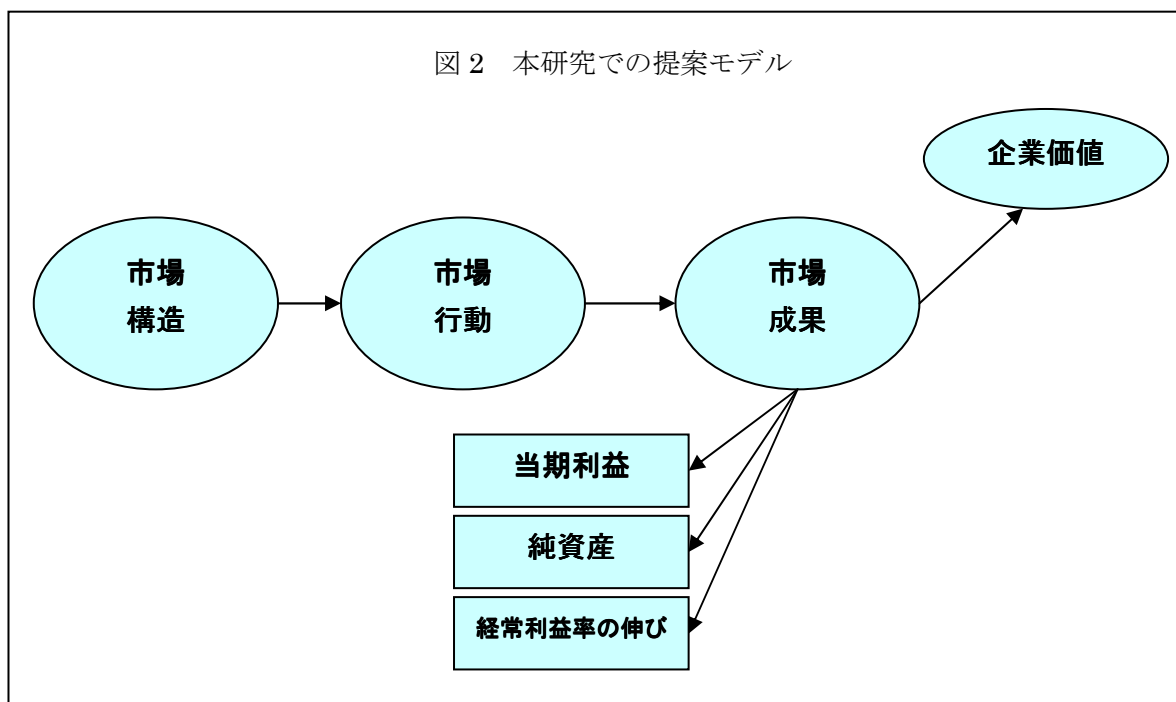 図 2　本研究での提案モデル
企業価値
市場
構造
市場
行動
市場
成果
当期利益
純資産
経常利益率の伸び